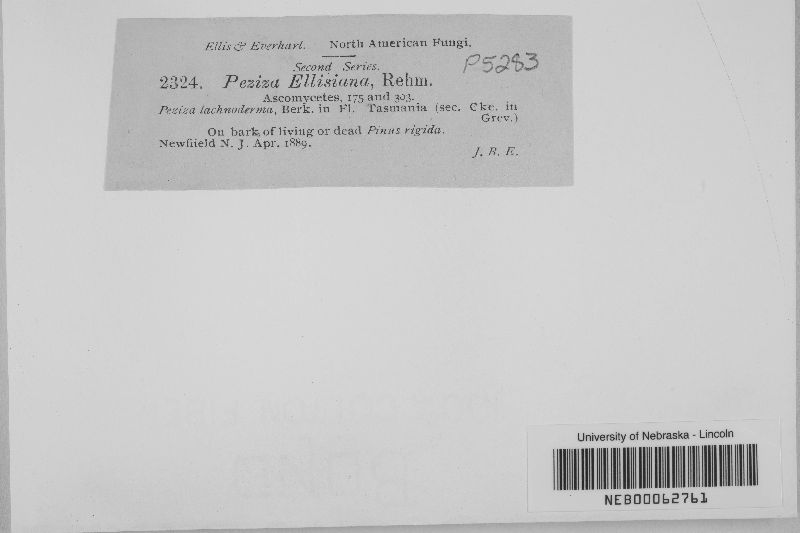 Ellis & Everhart. North American Fungi.
Second Series.
P5283
2324. Peziza Ellisiana, Rehm.
Ascomycetes, 175 and 303.
Peziza lachnoderma, Berk. in Fl. Tasmania (sec. Cke. in
Grev.)
On bark of living or dead Pinus rigida.
Newfiield N. J. Apr. 1889.
J. B. E.
University of Nebraska - Lincoln
NEB00062761